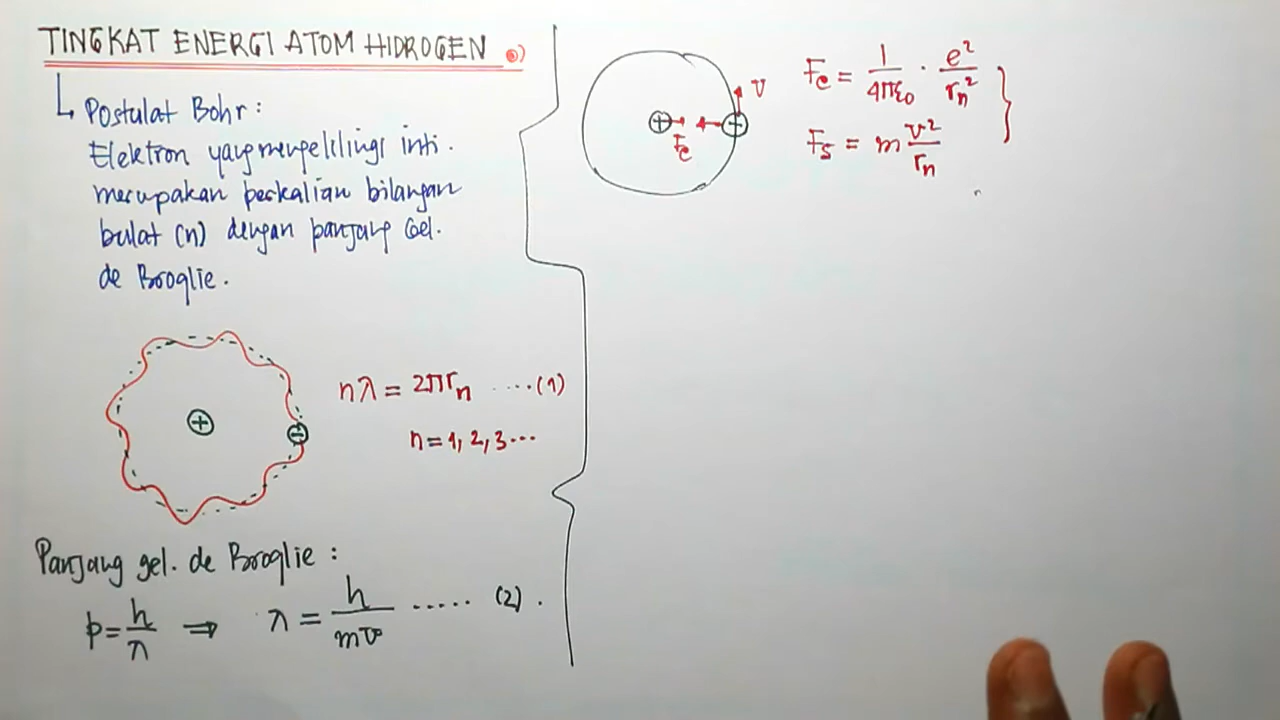 TINGKAT ENERGI ATOM HIDROGEN
Postulat Bohr :
Elektron yang mengelilingi inti.
merupakan perkalian bilangan
bulat (n) dengan panjang Gel.
de Broglie.
nλ = 2πrₙ ....(1)
n = 1, 2, 3 ...
Panjang gel. de Broglie :
p = h/λ ⇒ λ = h/mv ..... (2).
v
Fₑ
Fₑ = 1/4πε₀ · e²/rₙ²
Fₛ = m v²/rₙ